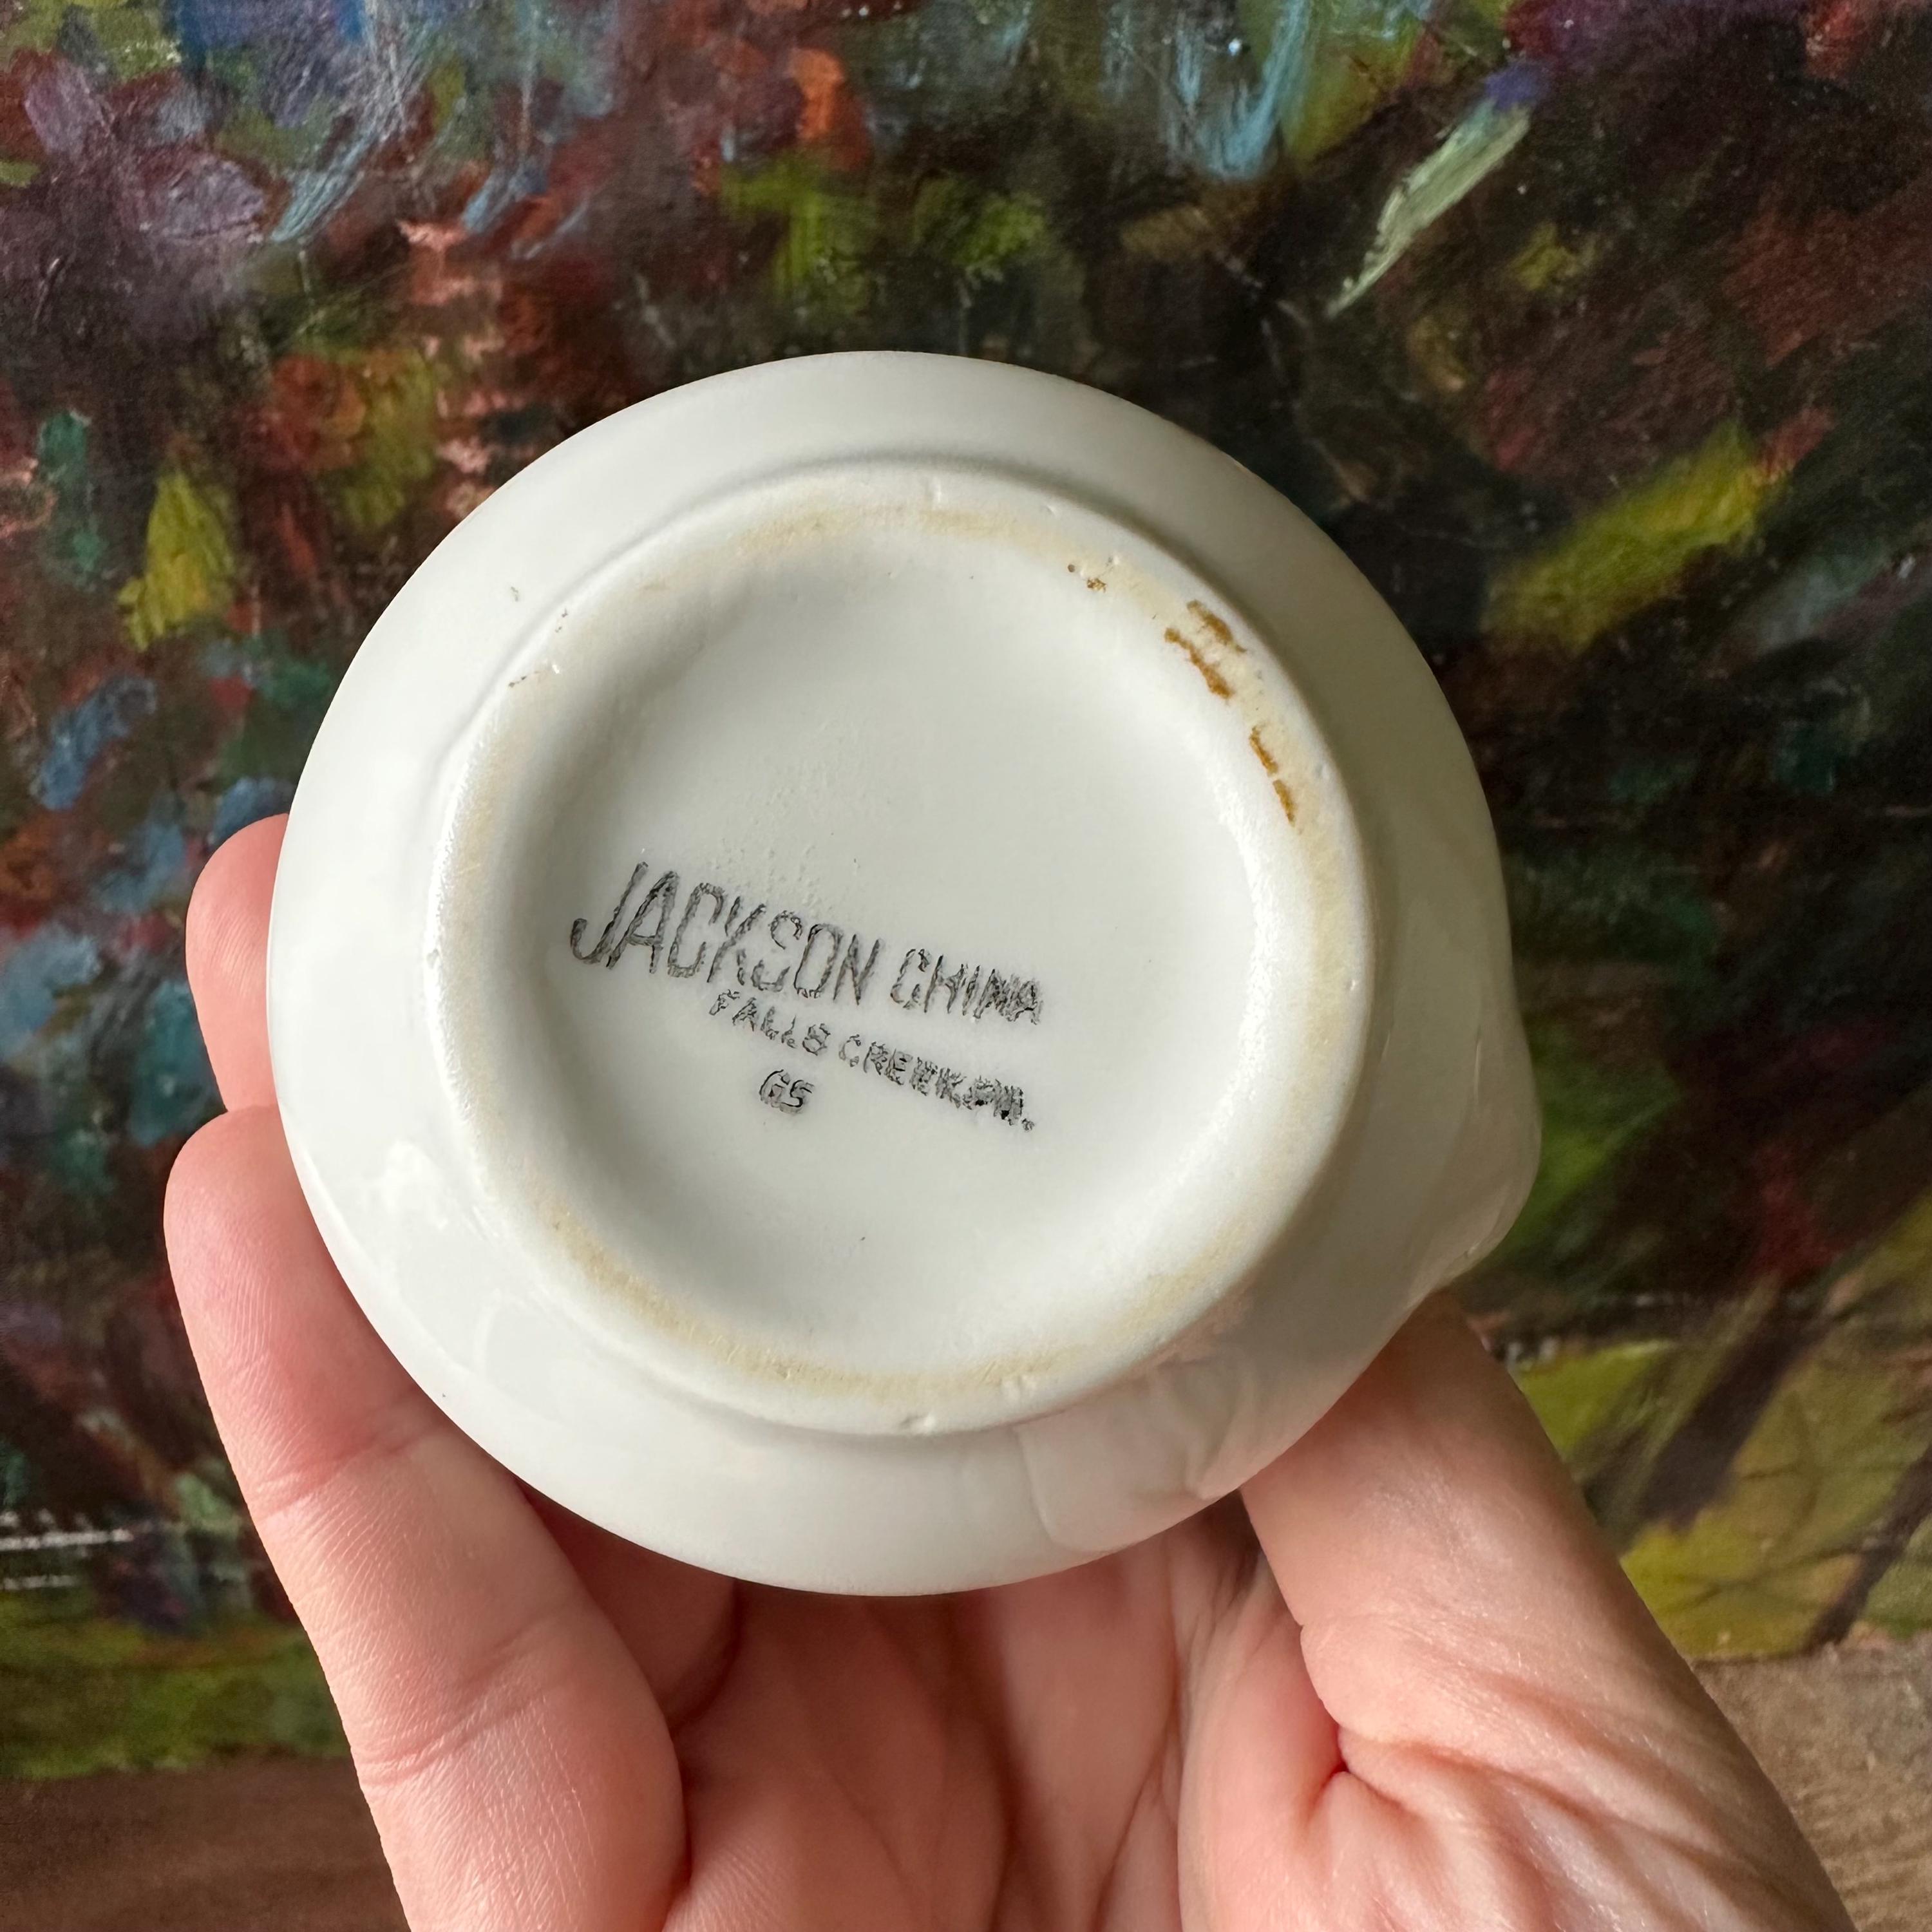 JACKSON CHINA
FALLS CREEK, PA.
G5